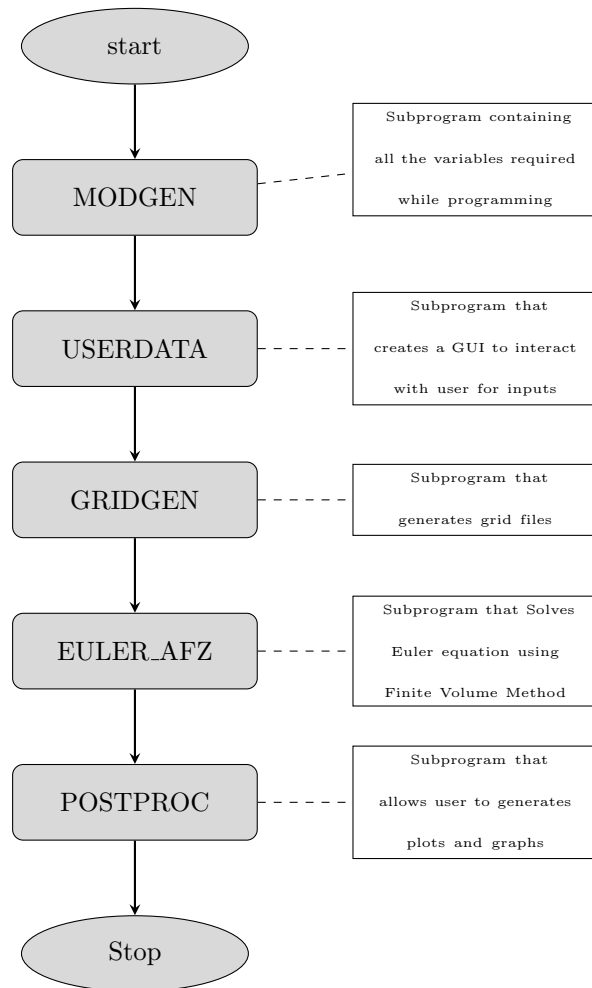 start
MODGEN
Subprogram containing
all the variables required
while programming
USERDATA
Subprogram that
creates a GUI to interact
with user for inputs
GRIDGEN
Subprogram that
generates grid files
EULER_AFZ
Subprogram that Solves
Euler equation using
Finite Volume Method
POSTPROC
Subprogram that
allows user to generates
plots and graphs
Stop